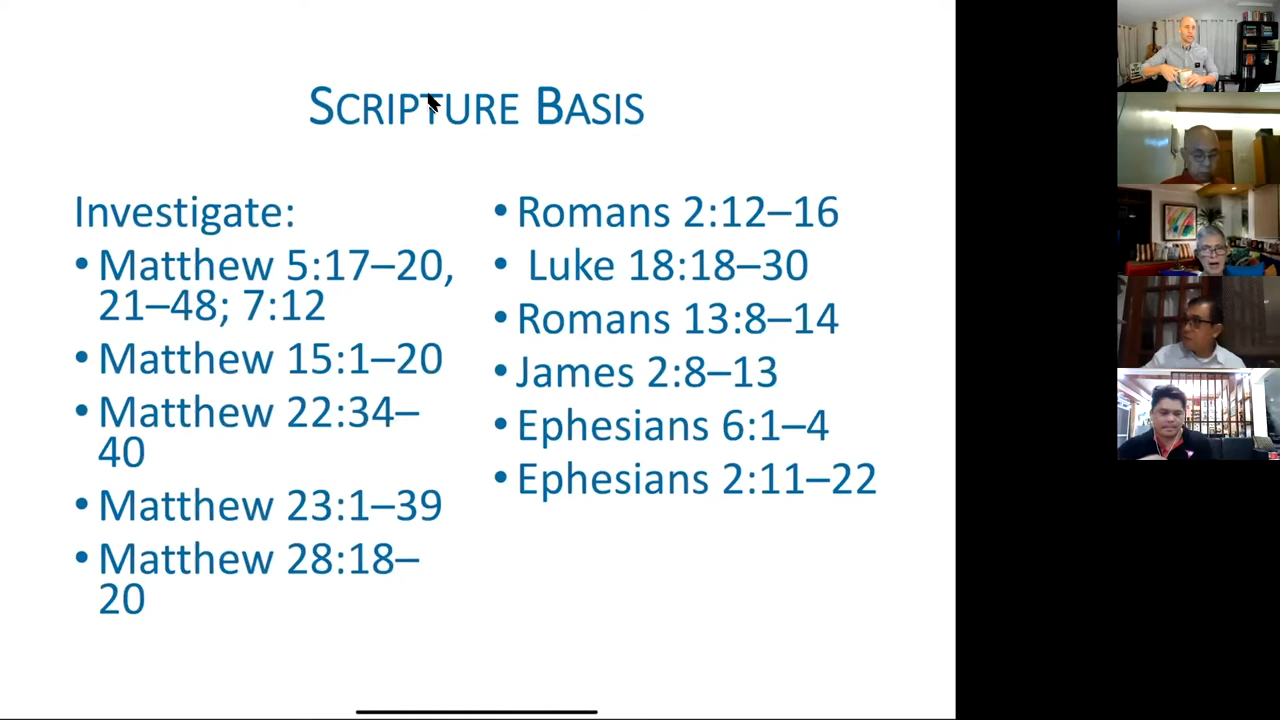 SCRIPTURE BASIS
Investigate:
• Matthew 5:17–20,
21–48; 7:12
• Matthew 15:1–20
• Matthew 22:34–
40
• Matthew 23:1–39
• Matthew 28:18–
20
• Romans 2:12–16
• Luke 18:18–30
• Romans 13:8–14
• James 2:8–13
• Ephesians 6:1–4
• Ephesians 2:11–22